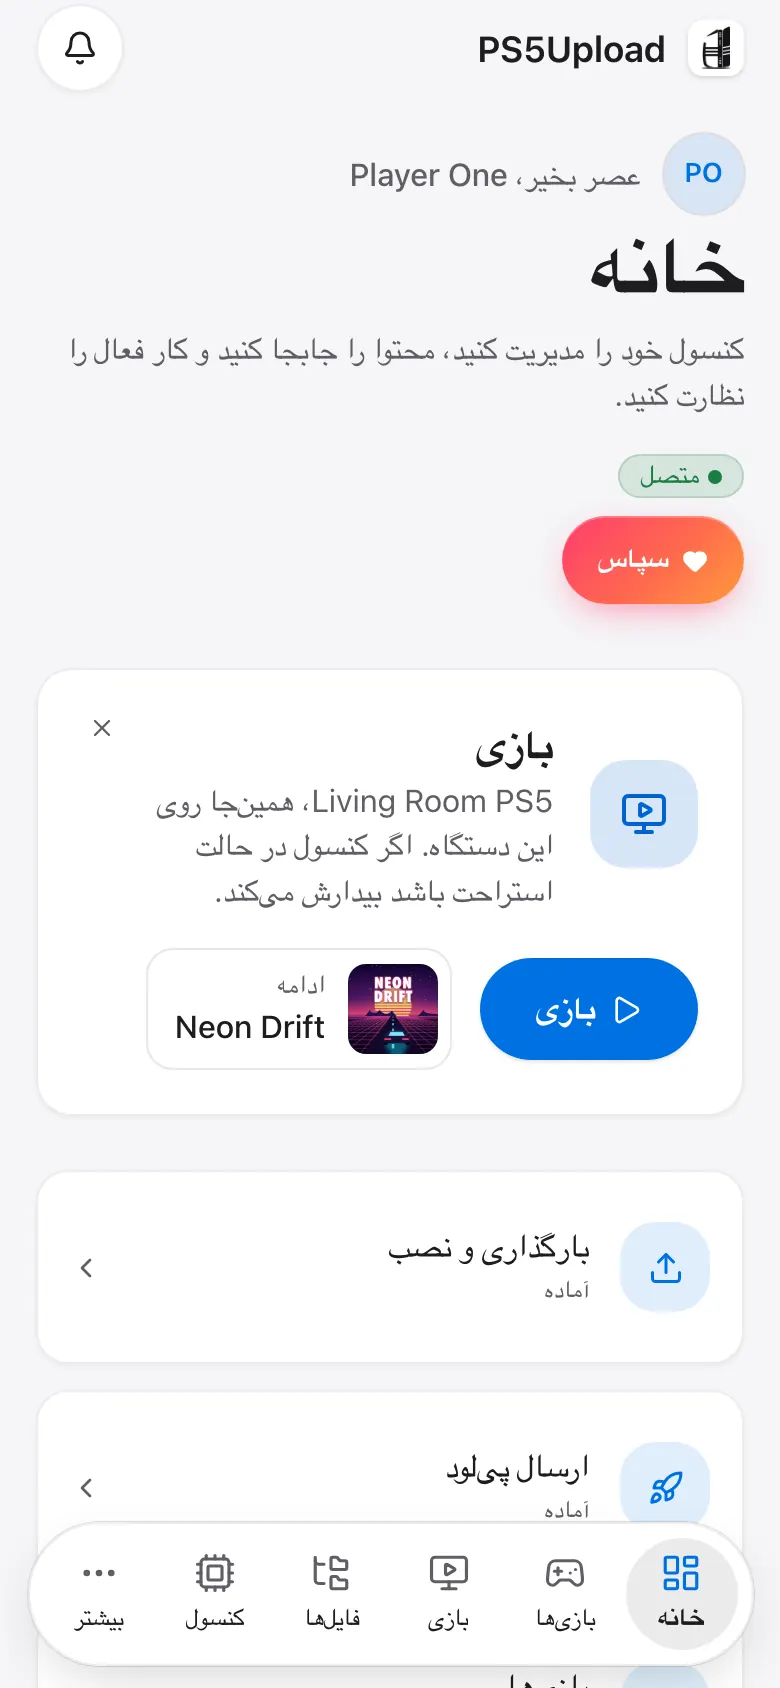 PS5Upload
PO
عصر بخیر، Player One
خانه
کنسول خود را مدیریت کنید، محتوا را جابجا کنید و کار فعال را
نظارت کنید.
متصل
سپاس
بازی
Living Room PS5، همین‌جا روی
این دستگاه. اگر کنسول در حالت
استراحت باشد بیدارش می‌کند.
بازی
NEON
DRIFT
ادامه
Neon Drift
بارگذاری و نصب
آماده
ارسال پی‌لود
آماده
خانه
بازی‌ها
بازی
فایل‌ها
کنسول
بیشتر